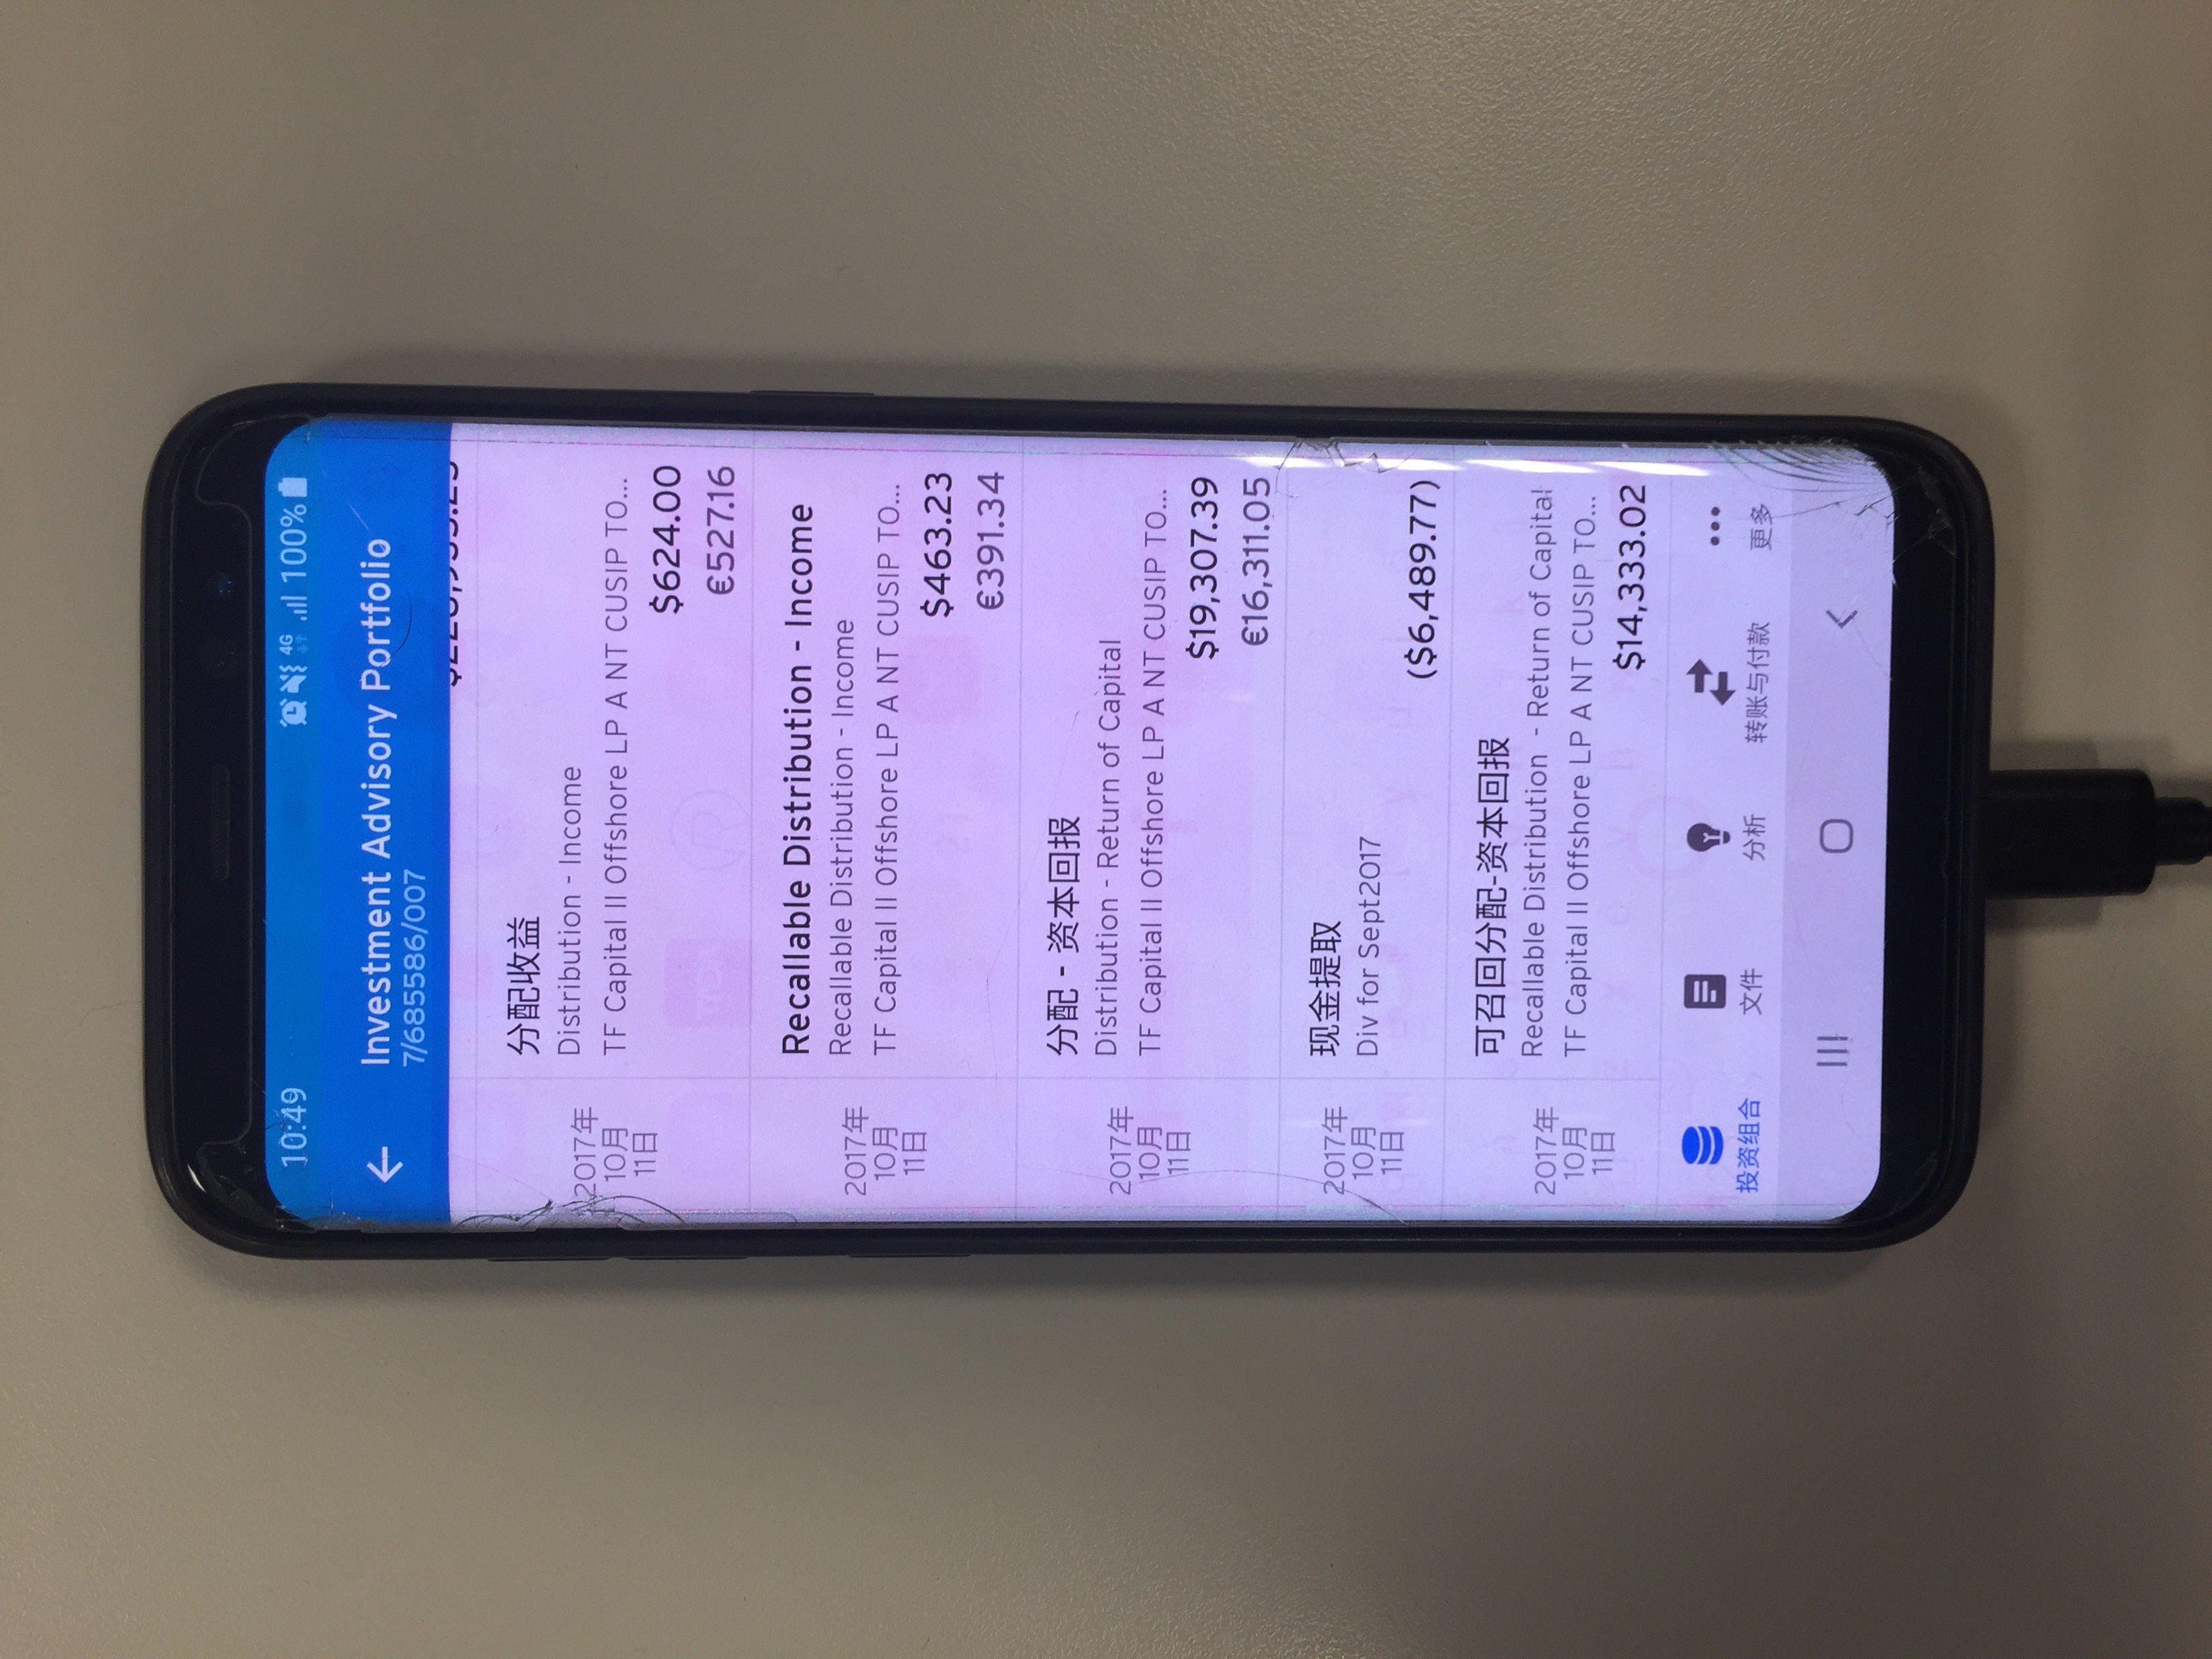 10:49
4G
100%
Investment Advisory Portfolio
7/685586/007
分配收益
Distribution - Income
2017年
10月
11日
TF Capital II Offshore LP A NT CUSIP TO...
$624.00
€527.16
Recallable Distribution - Income
Recallable Distribution - Income
2017年
10月
11日
TF Capital II Offshore LP A NT CUSIP TO...
$463.23
€391.34
分配 - 资本回报
Distribution - Return of Capital
2017年
10月
11日
TF Capital II Offshore LP A NT CUSIP TO...
$19,307.39
€16,311.05
现金提取
2017年
10月
11日
Div for Sept2017
($6,489.77)
可召回分配-资本回报
Recallable Distribution - Return of Capital
2017年
10月
11日
TF Capital II Offshore LP A NT CUSIP TO...
$14,333.02
投资组合
文件
分析
转账与付款
更多